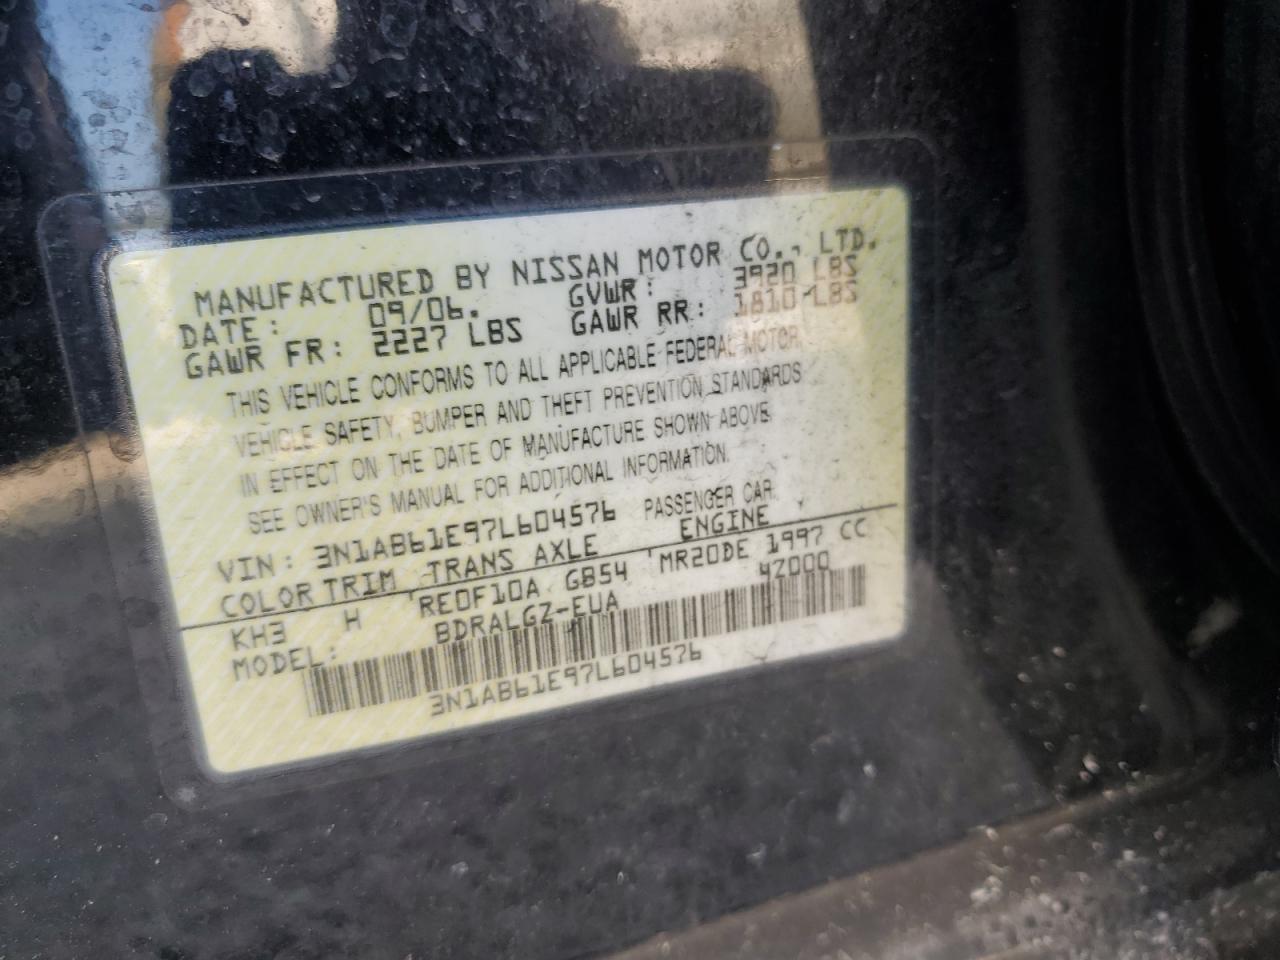 MANUFACTURED BY NISSAN MOTOR CO., LTD.
DATE: 09/06. GVWR: 3920 LBS
GAWR FR: 2227 LBS GAWR RR: 1810 LBS
THIS VEHICLE CONFORMS TO ALL APPLICABLE FEDERAL MOTOR
VEHICLE SAFETY, BUMPER AND THEFT PREVENTION STANDARDS
IN EFFECT ON THE DATE OF MANUFACTURE SHOWN ABOVE.
SEE OWNER'S MANUAL FOR ADDITIONAL INFORMATION.
VIN: 3N1AB61E97L604576 PASSENGER CAR
COLOR TRIM TRANS AXLE ENGINE
KH3 H RE0F10A GB54 MR20DE 1997 CC
MODEL: BDRALGZ-EUA 4Z000
3N1AB61E97L604576